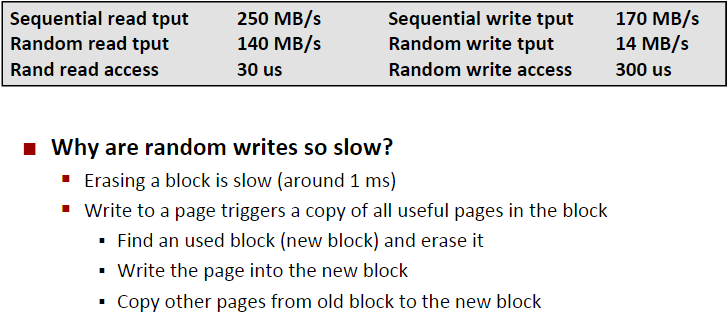 Sequential read tput 250 MB/s Sequential write tput 170 MB/s
Random read tput 140 MB/s Random write tput 14 MB/s
Rand read access 30 us Random write access 300 us
Why are random writes so slow?
Erasing a block is slow (around 1 ms)
Write to a page triggers a copy of all useful pages in the block
Find an used block (new block) and erase it
Write the page into the new block
Copy other pages from old block to the new block